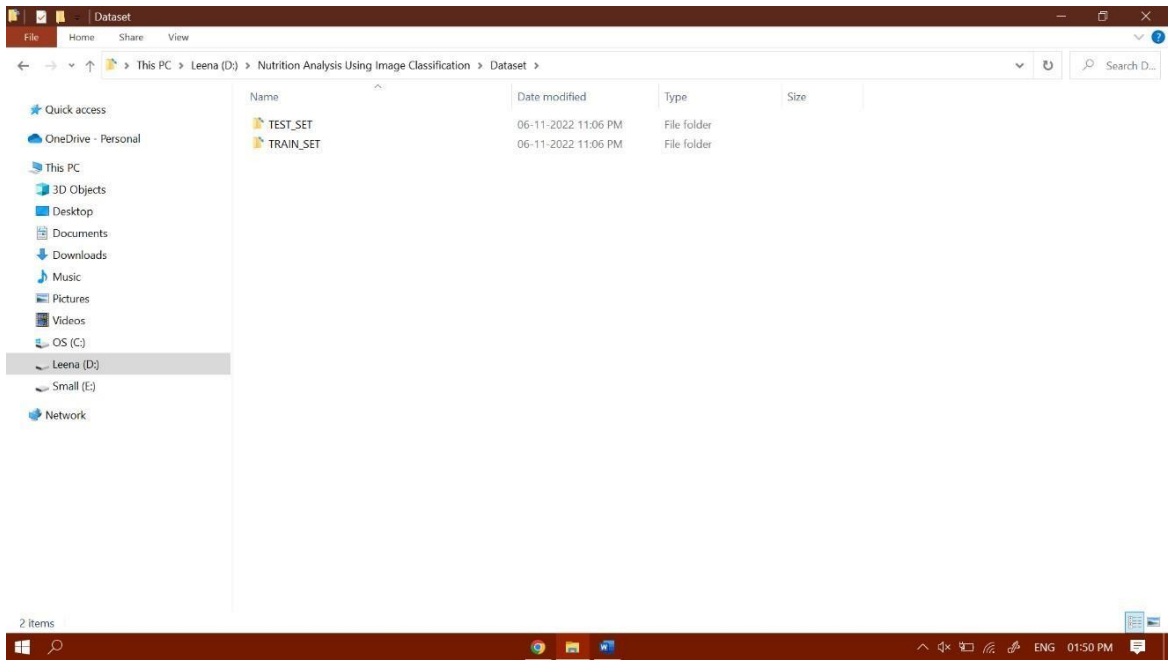 Dataset
File Home Share View
This PC > Leena (D:) > Nutrition Analysis Using Image Classification > Dataset >
Search D...
Name Date modified Type Size
Quick access
TEST_SET 06-11-2022 11:06 PM File folder
OneDrive - Personal
TRAIN_SET 06-11-2022 11:06 PM File folder
This PC
3D Objects
Desktop
Documents
Downloads
Music
Pictures
Videos
OS (C:)
Leena (D:)
Small (E:)
Network
2 items
ENG 01:50 PM